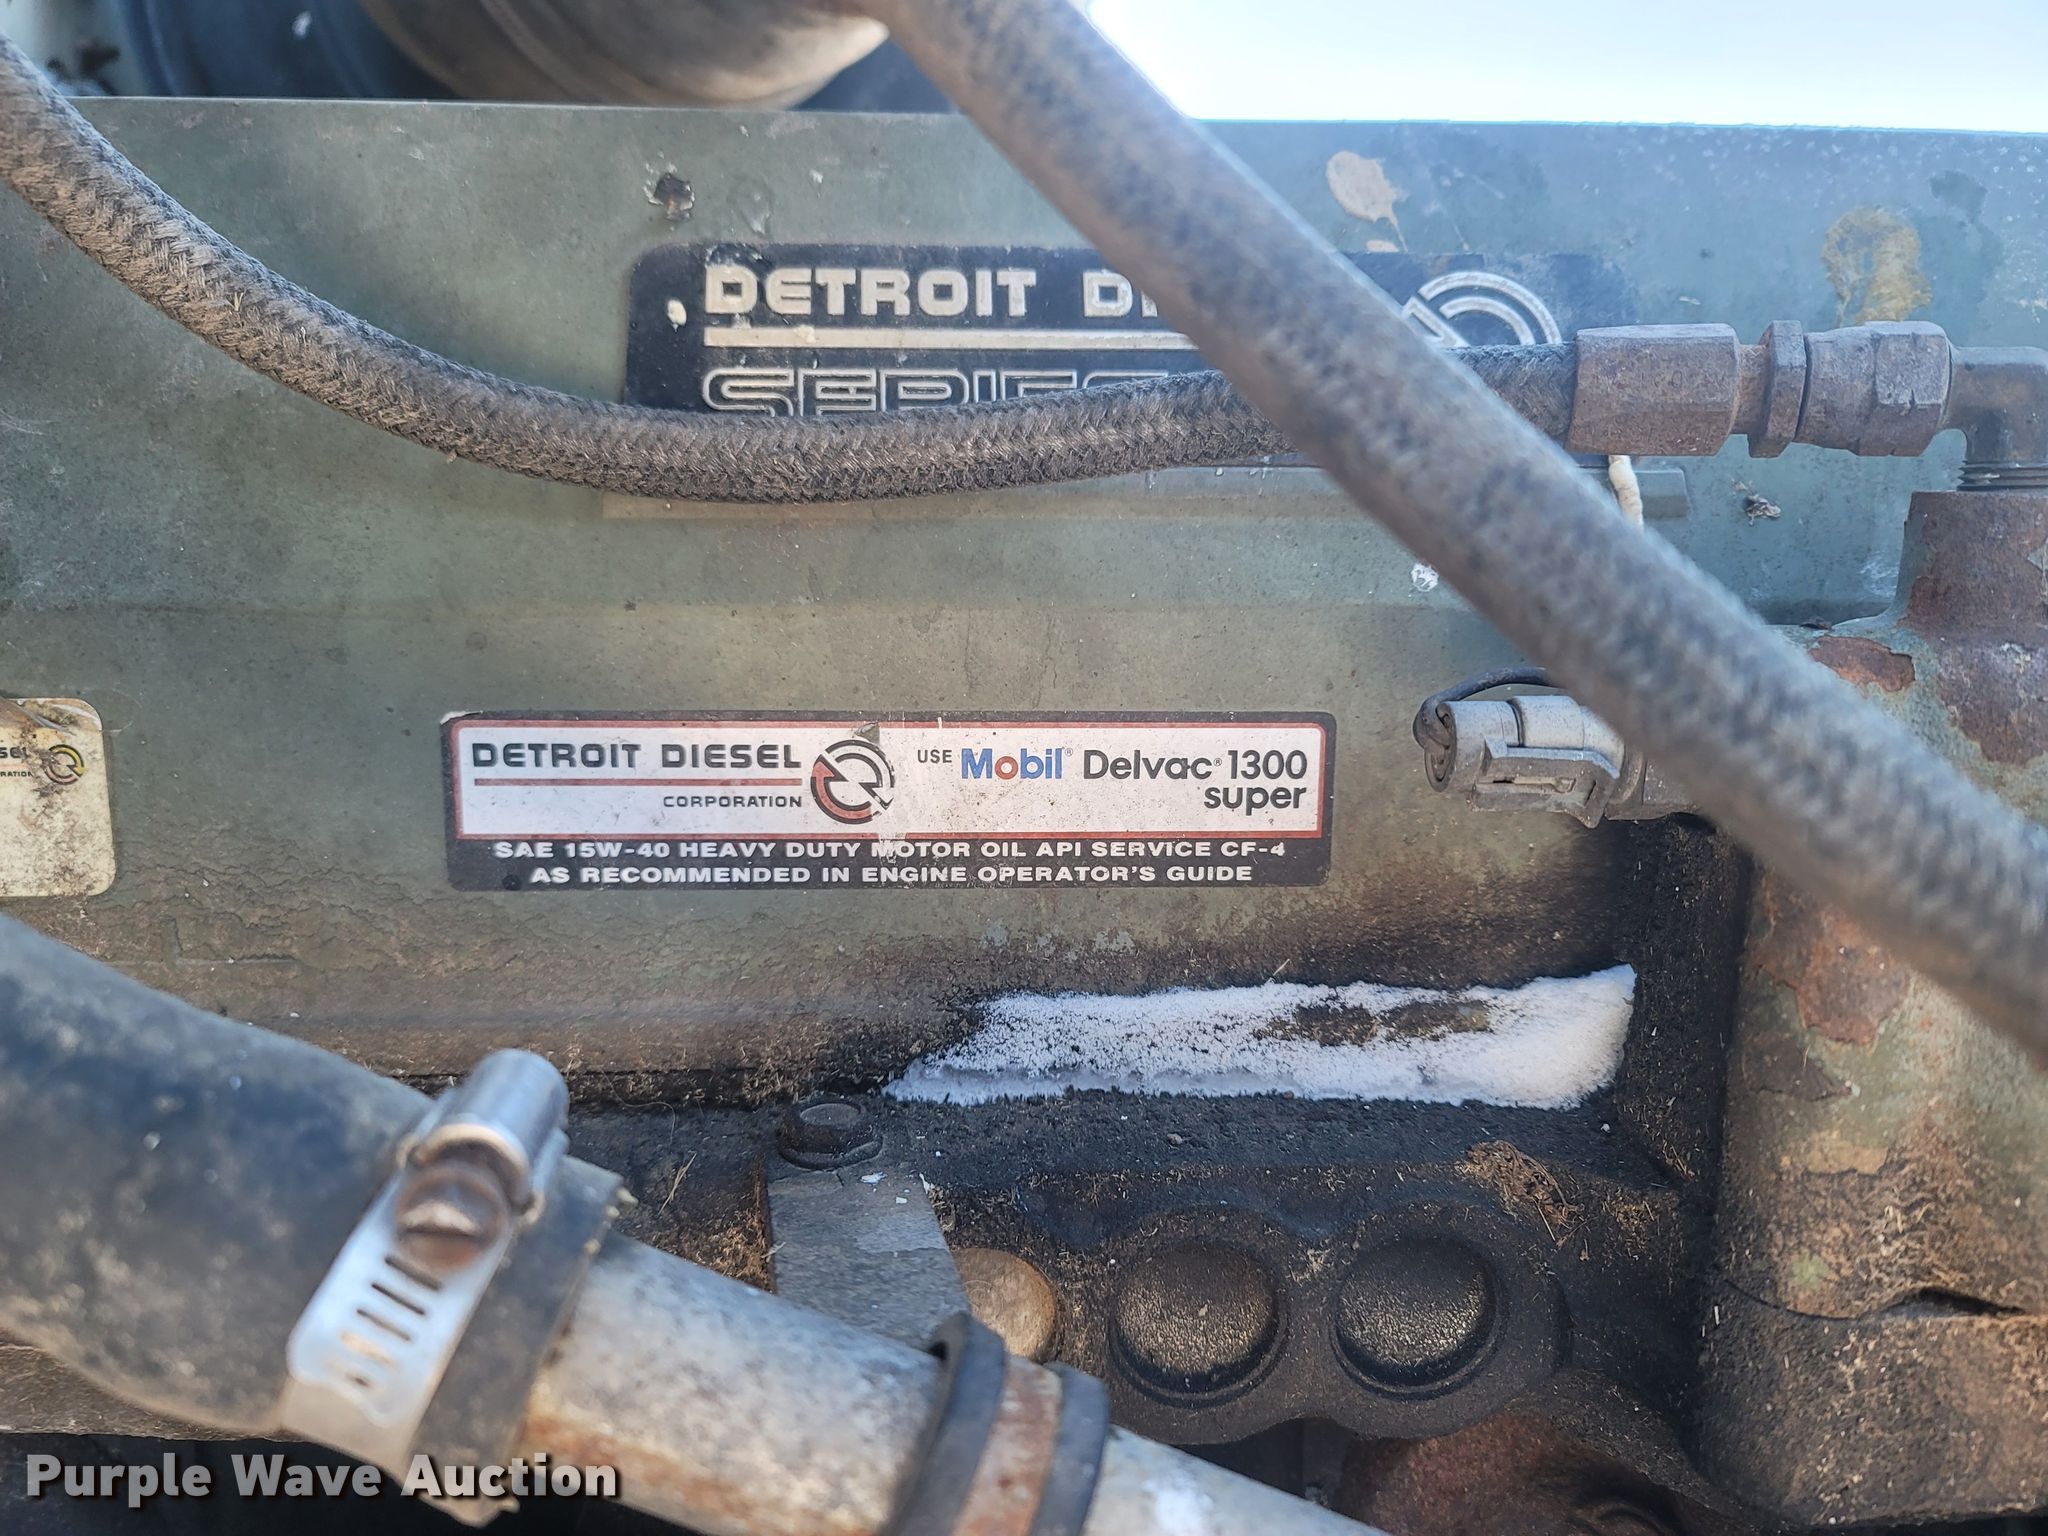 DETROIT
SERIES
DETROIT DIESEL
CORPORATION
USE Mobil® Delvac® 1300
super
SAE 15W-40 HEAVY DUTY MOTOR OIL API SERVICE CF-4
AS RECOMMENDED IN ENGINE OPERATOR'S GUIDE
Purple Wave Auction